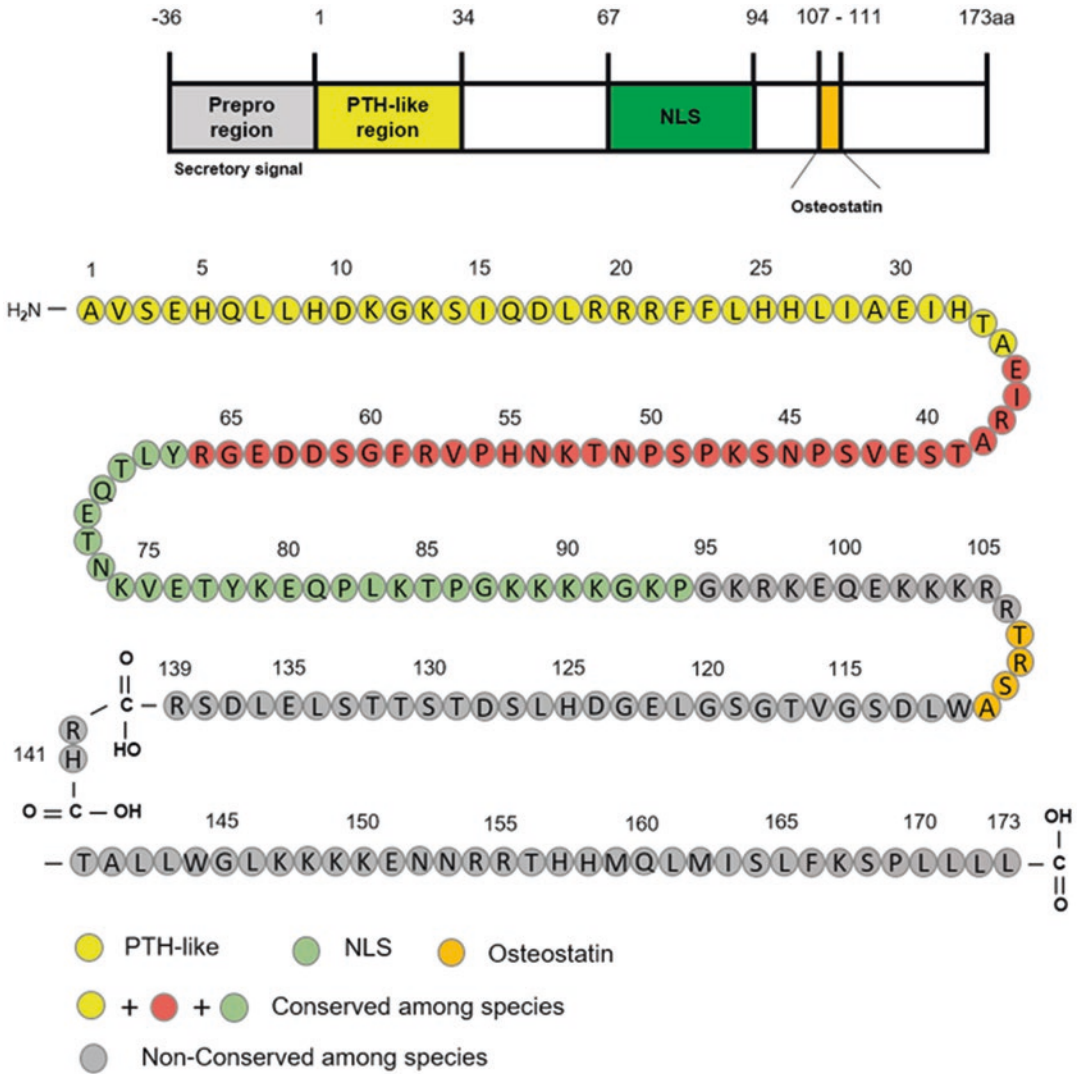 -36 1 34 67 94 107 - 111 173aa
Prepro region
PTH-like region
NLS
Secretory signal
Osteostatin
1 5 10 15 20 25 30
H₂N – A V S E H Q L L H D K G K S I Q D L R R R F F L H H L I A E I H T
A
E
I
R
65 60 55 50 45 40
T L Y R G E D D S G F R V P H N K T N P S P K S N P S V E S T A
Q
E
T
N
75 80 85 90 95 100 105
K V E T Y K E Q P L K T P G K K K K G K P G K R K E Q E K K K R
R
T
R
S
139 135 130 125 120 115
O
C – R S D L E L S T T S T D S L H D G E L G S G T V G S D L W A
HO
R
141 H
O = C – OH
145 150 155 160 165 170 173
– T A L L W G L K K K K E N N R R T H H M Q L M I S L F K S P L L L L – C
OH
O
PTH-like NLS Osteostatin
+ + Conserved among species
Non-Conserved among species